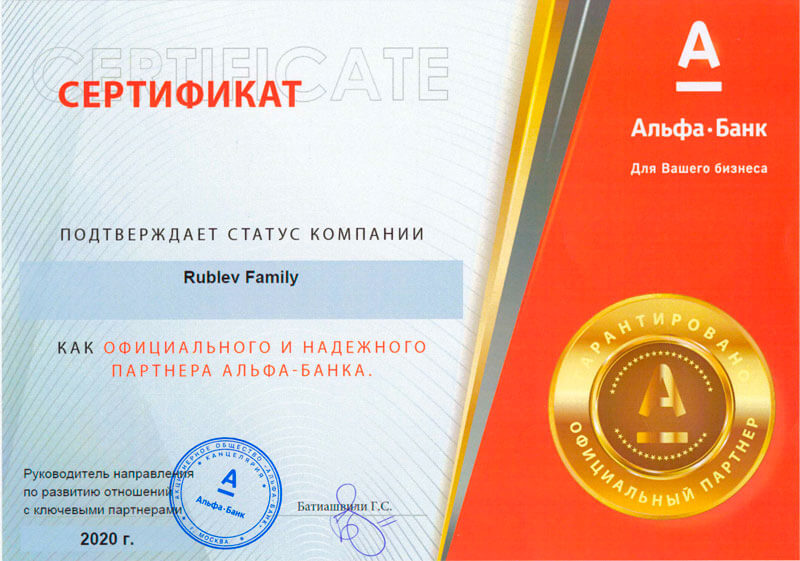 CERTIFICATE
СЕРТИФИКАТ
А
Альфа·Банк
Для Вашего бизнеса
ПОДТВЕРЖДАЕТ СТАТУС КОМПАНИИ
Rublev Family
КАК ОФИЦИАЛЬНОГО И НАДЕЖНОГО
ПАРТНЕРА АЛЬФА-БАНКА.
ГАРАНТИРОВАНО
А
ОФИЦИАЛЬНЫЙ ПАРТНЕР
Руководитель направления
по развитию отношений
с ключевыми партнерами
АКЦИОНЕРНОЕ ОБЩЕСТВО «АЛЬФА-БАНК»
КАНЦЕЛЯРИЯ
А
Альфа·Банк
Г. МОСКВА
Батиашвили Г.С.
2020 г.